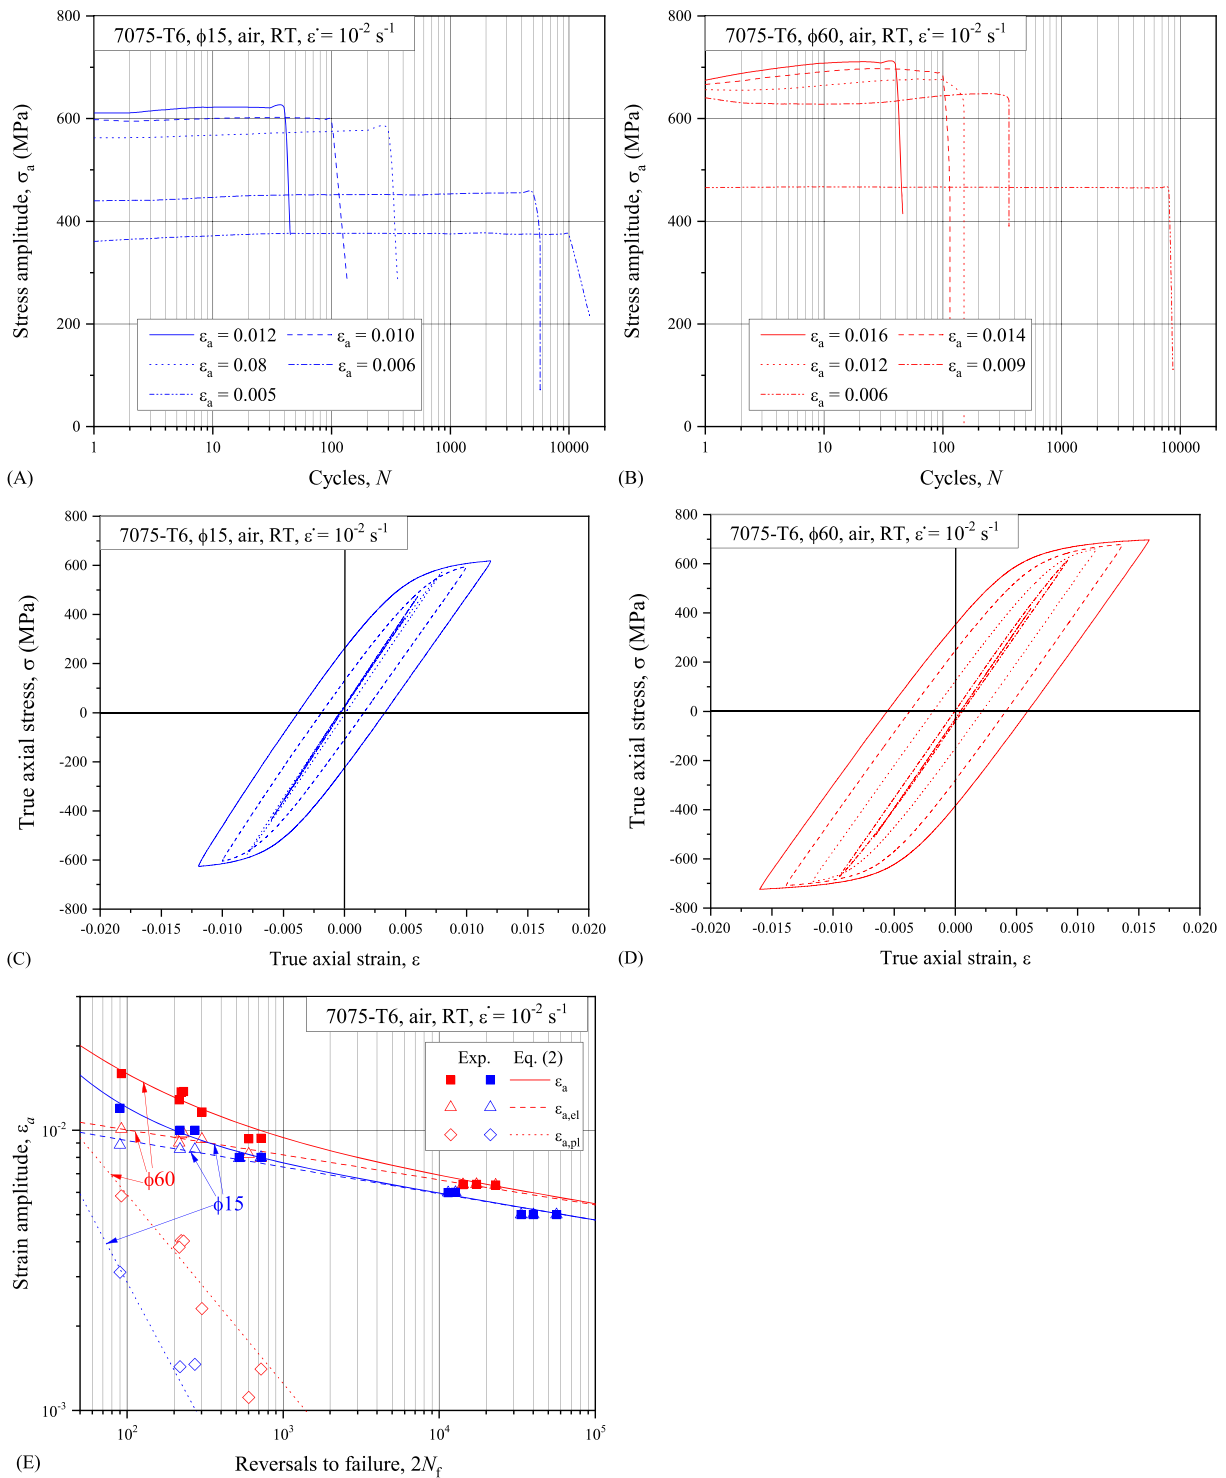 7075-T6, ϕ15, air, RT, ε˙= 10-2 s-1
Stress amplitude, σa (MPa)
800
600
400
200
0
εa = 0.012
εa = 0.010
εa = 0.08
εa = 0.006
εa = 0.005
1
10
100
1000
10000
Cycles, N
(A)
7075-T6, ϕ60, air, RT, ε˙= 10-2 s-1
Stress amplitude, σa (MPa)
800
600
400
200
0
εa = 0.016
εa = 0.014
εa = 0.012
εa = 0.009
εa = 0.006
1
10
100
1000
10000
Cycles, N
(B)
7075-T6, ϕ15, air, RT, ε˙= 10-2 s-1
True axial stress, σ (MPa)
800
600
400
200
0
-200
-400
-600
-800
-0.020
-0.015
-0.010
-0.005
0.000
0.005
0.010
0.015
0.020
True axial strain, ε
(C)
7075-T6, ϕ60, air, RT, ε˙= 10-2 s-1
True axial stress, σ (MPa)
800
600
400
200
0
-200
-400
-600
-800
-0.020
-0.015
-0.010
-0.005
0.000
0.005
0.010
0.015
0.020
True axial strain, ε
(D)
7075-T6, air, RT, ε˙= 10-2 s-1
Exp. Eq. (2)
εa
εa,el
εa,pl
Strain amplitude, εa
10-2
10-3
ϕ60
ϕ15
102
103
104
105
Reversals to failure, 2Nf
(E)